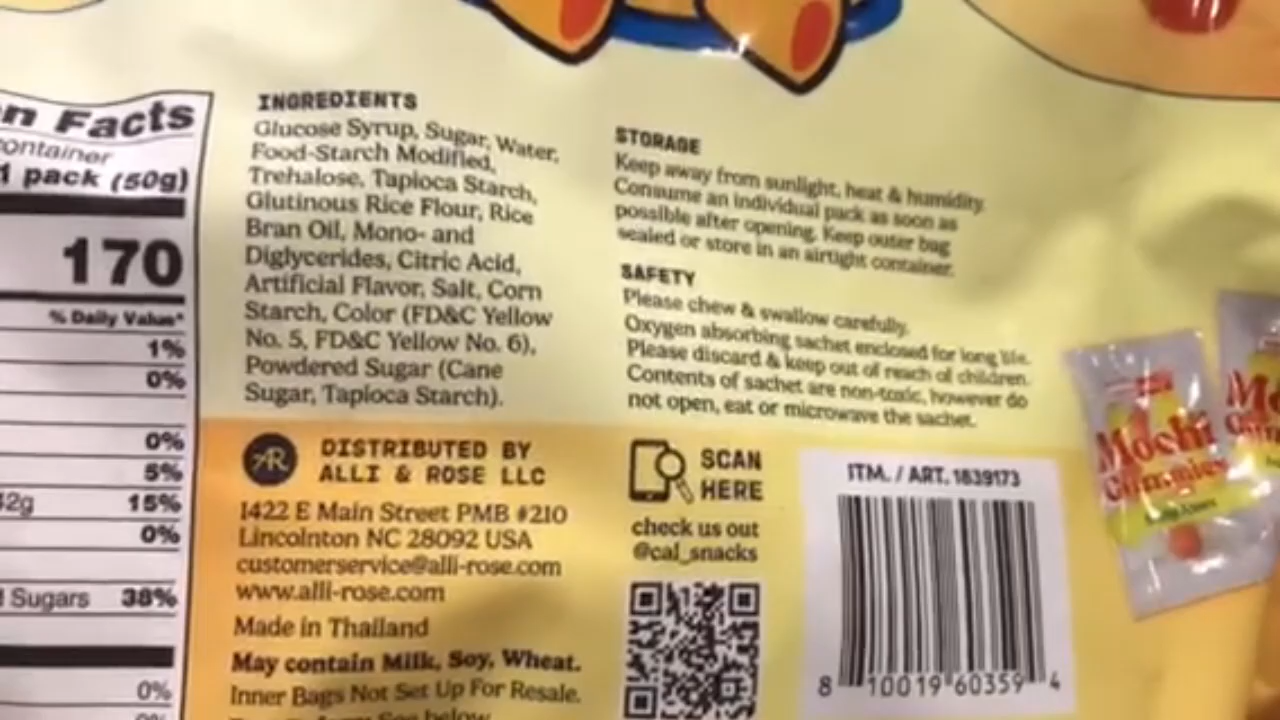 n Facts
ontainer
1 pack (50g)
170
% Daily Value*
1%
0%
0%
5%
42g 15%
0%
d Sugars 38%
0%
INGREDIENTS
Glucose Syrup, Sugar, Water,
Food-Starch Modified,
Trehalose, Tapioca Starch,
Glutinous Rice Flour, Rice
Bran Oil, Mono- and
Diglycerides, Citric Acid,
Artificial Flavor, Salt, Corn
Starch, Color (FD&C Yellow
No. 5, FD&C Yellow No. 6),
Powdered Sugar (Cane
Sugar, Tapioca Starch).
STORAGE
Keep away from sunlight, heat & humidity.
Consume an individual pack as soon as
possible after opening. Keep outer bag
sealed or store in an airtight container.
SAFETY
Please chew & swallow carefully.
Oxygen absorbing sachet enclosed for long life.
Please discard & keep out of reach of children.
Contents of sachet are non-toxic, however do
not open, eat or microwave the sachet.
AR
DISTRIBUTED BY
ALLI & ROSE LLC
1422 E Main Street PMB #210
Lincolnton NC 28092 USA
customerservice@alli-rose.com
www.alli-rose.com
Made in Thailand
May contain Milk, Soy, Wheat.
Inner Bags Not Set Up For Resale.
See below
SCAN
HERE
check us out
@cal_snacks
ITM. / ART. 1839173
8 10019 60359 4
Mochi
Gummies